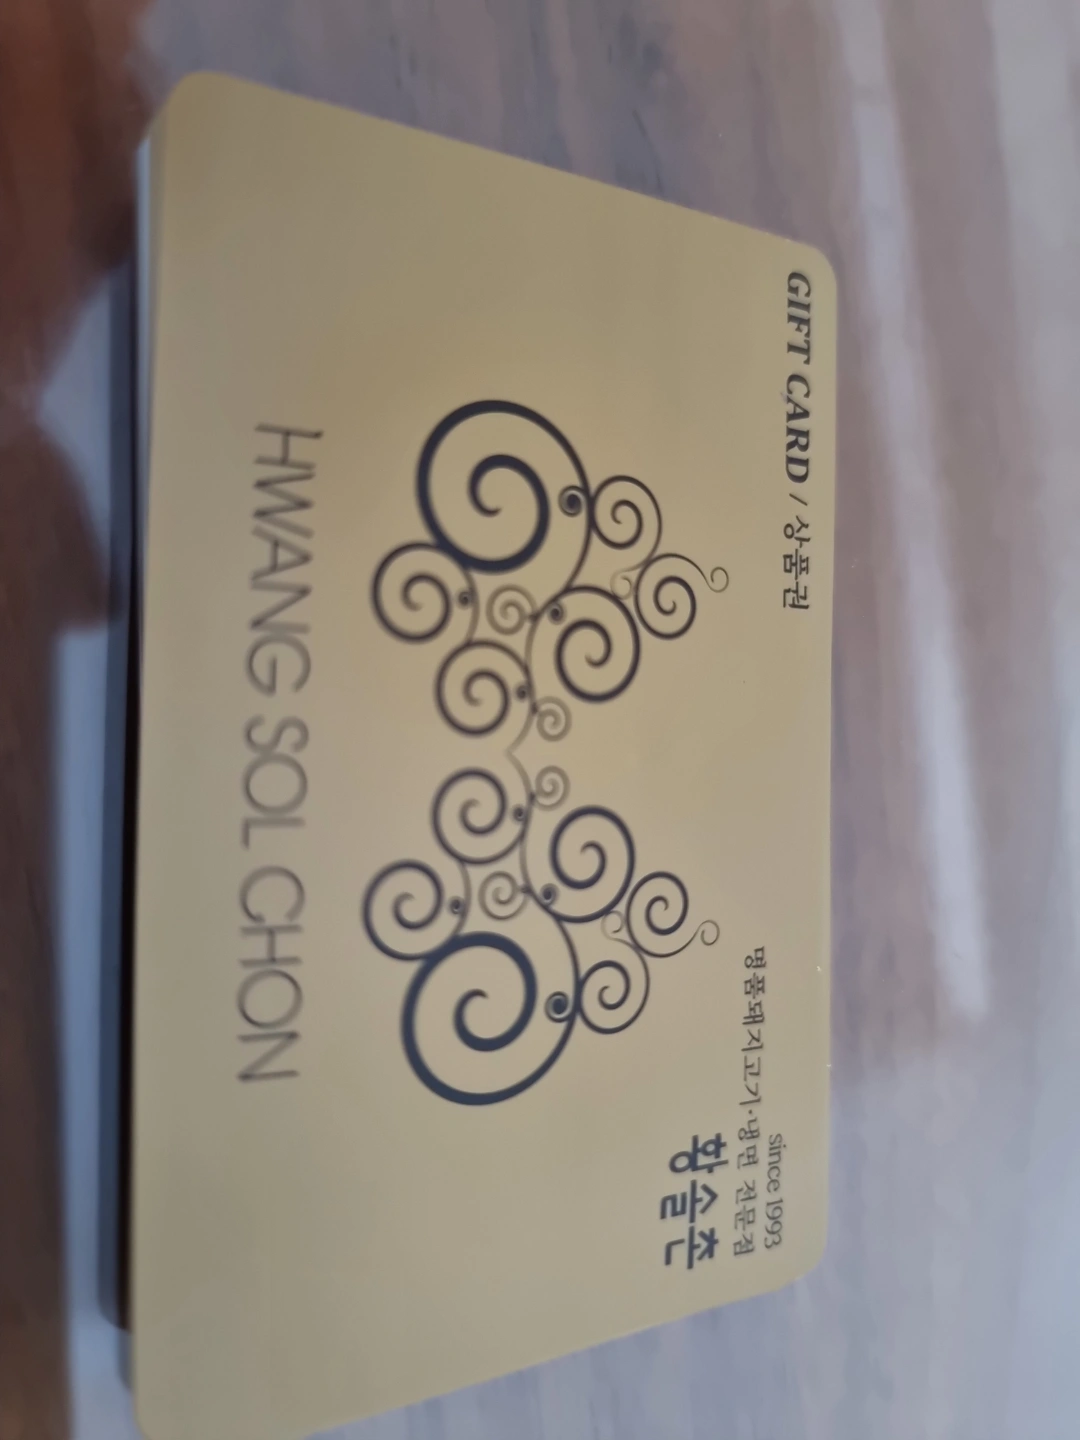 GIFT CARD / 상품권
since 1993
명품돼지고기·냉면 전문점
황솔촌
HWANG SOL CHON